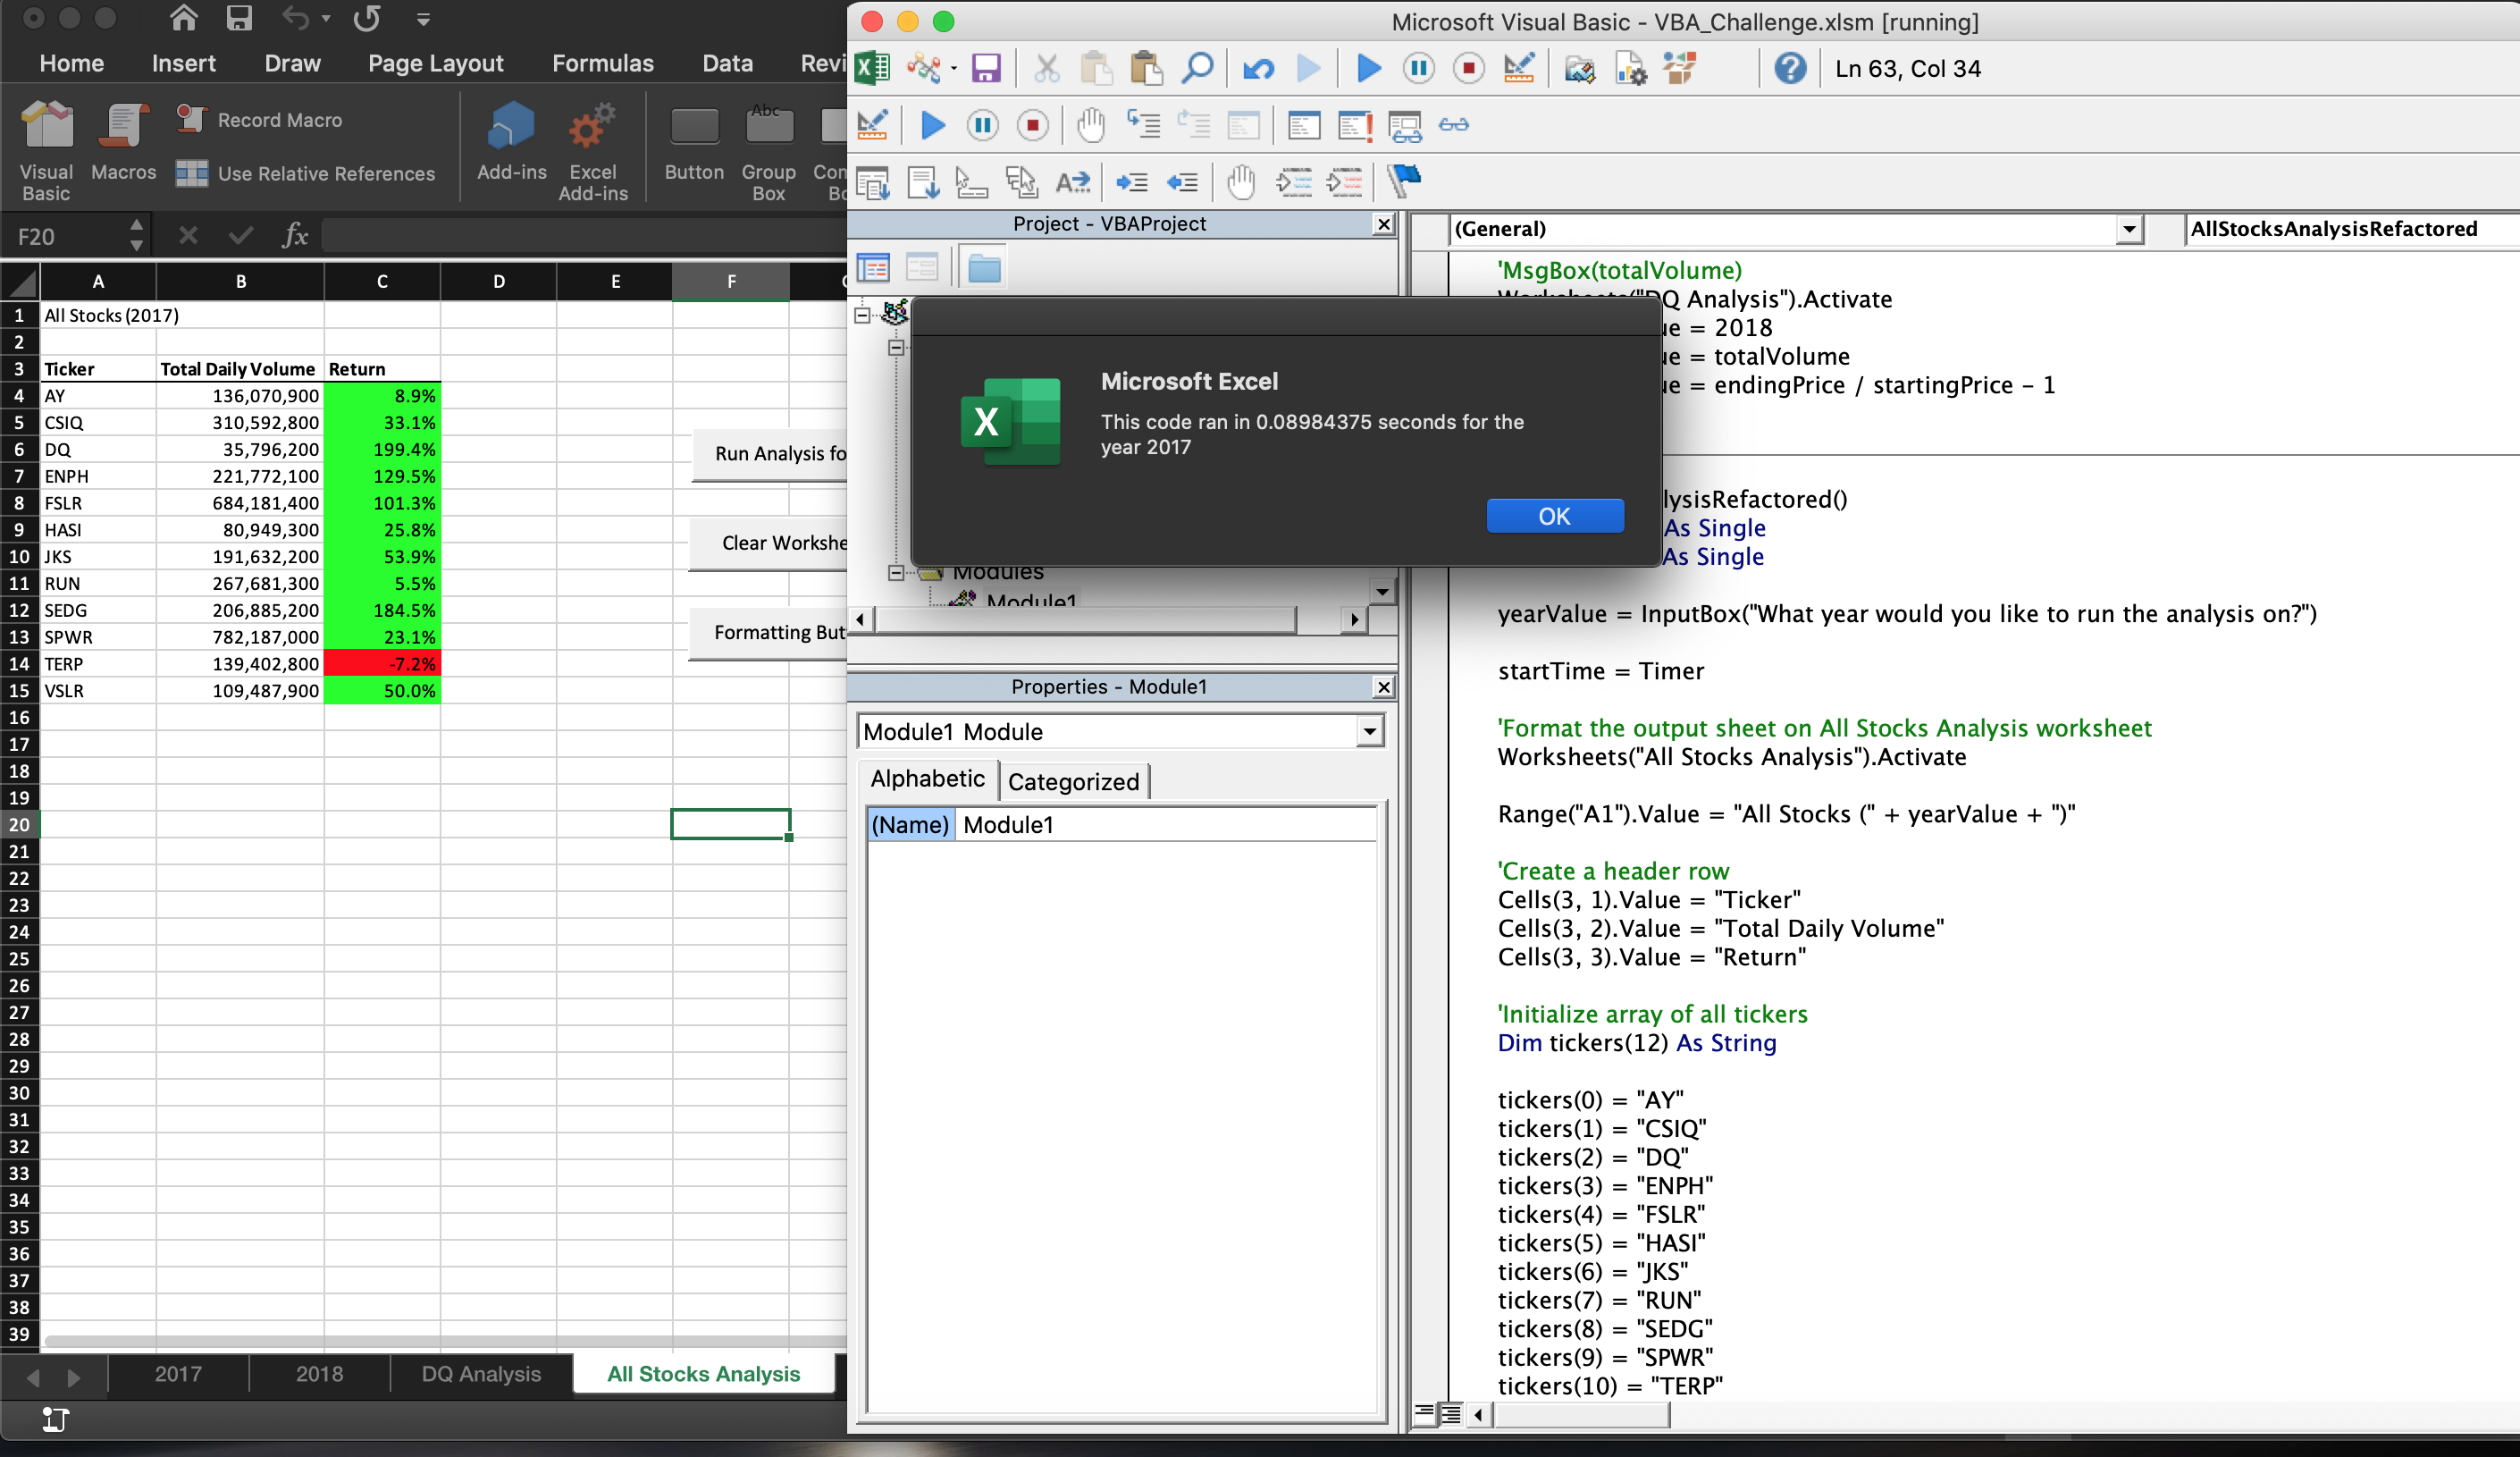 Home Insert Draw Page Layout Formulas Data Revi
Record Macro
Use Relative References
Visual Basic
Macros
Add-ins
Excel Add-ins
Button
Abc
Group Box
F20
fx
A B C D E F
1 All Stocks (2017)
2
3 Ticker Total Daily Volume Return
4 AY 136,070,900 8.9%
5 CSIQ 310,592,800 33.1%
6 DQ 35,796,200 199.4%
7 ENPH 221,772,100 129.5%
8 FSLR 684,181,400 101.3%
9 HASI 80,949,300 25.8%
10 JKS 191,632,200 53.9%
11 RUN 267,681,300 5.5%
12 SEDG 206,885,200 184.5%
13 SPWR 782,187,000 23.1%
14 TERP 139,402,800 -7.2%
15 VSLR 109,487,900 50.0%
16
17
18
19
20
21
22
23
24
25
26
27
28
29
30
31
32
33
34
35
36
37
38
39
Run Analysis fo
Clear Workshe
Formatting But
2017 2018 DQ Analysis All Stocks Analysis
Microsoft Visual Basic - VBA_Challenge.xlsm [running]
Ln 63, Col 34
Project - VBAProject
Modules
Module1
Microsoft Excel
This code ran in 0.08984375 seconds for the
year 2017
OK
Properties - Module1
Module1 Module
Alphabetic Categorized
(Name) Module1
(General) AllStocksAnalysisRefactored
'MsgBox(totalVolume)
Worksheets("DQ Analysis").Activate
ue = 2018
ue = totalVolume
ue = endingPrice / startingPrice - 1
lysisRefactored()
As Single
As Single
yearValue = InputBox("What year would you like to run the analysis on?")
startTime = Timer
'Format the output sheet on All Stocks Analysis worksheet
Worksheets("All Stocks Analysis").Activate
Range("A1").Value = "All Stocks (" + yearValue + ")"
'Create a header row
Cells(3, 1).Value = "Ticker"
Cells(3, 2).Value = "Total Daily Volume"
Cells(3, 3).Value = "Return"
'Initialize array of all tickers
Dim tickers(12) As String
tickers(0) = "AY"
tickers(1) = "CSIQ"
tickers(2) = "DQ"
tickers(3) = "ENPH"
tickers(4) = "FSLR"
tickers(5) = "HASI"
tickers(6) = "JKS"
tickers(7) = "RUN"
tickers(8) = "SEDG"
tickers(9) = "SPWR"
tickers(10) = "TERP"